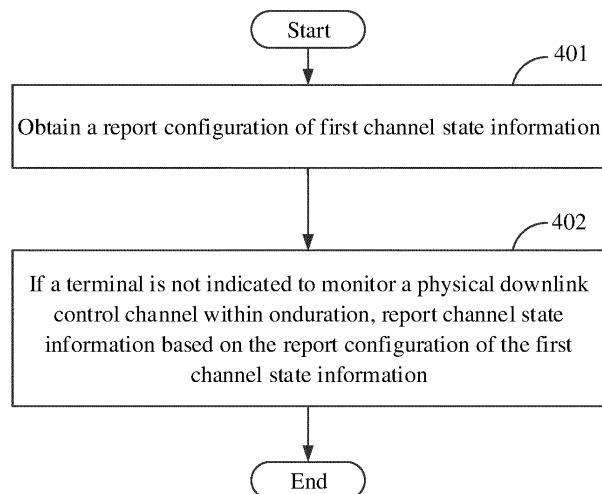 Start
401
Obtain a report configuration of first channel state information
402
If a terminal is not indicated to monitor a physical downlink
control channel within onduration, report channel state
information based on the report configuration of the first
channel state information
End